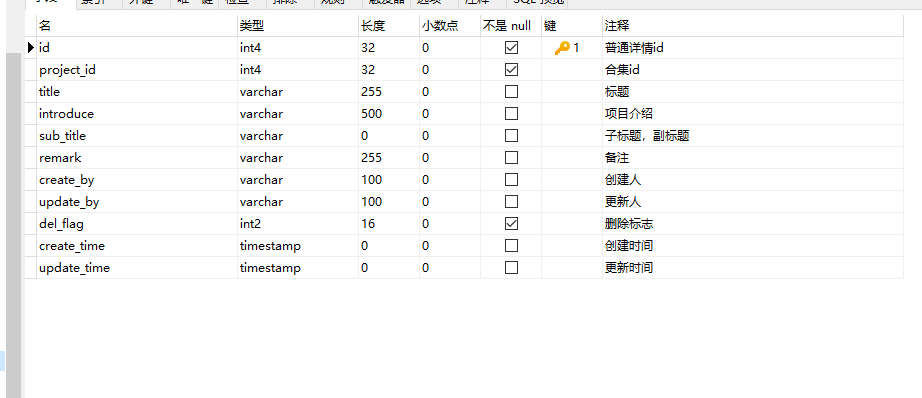 名 类型 长度 小数点 不是 null 键 注释
id int4 32 0 1 普通详情id
project_id int4 32 0 合集id
title varchar 255 0 标题
introduce varchar 500 0 项目介绍
sub_title varchar 0 0 子标题，副标题
remark varchar 255 0 备注
create_by varchar 100 0 创建人
update_by varchar 100 0 更新人
del_flag int2 16 0 删除标志
create_time timestamp 0 0 创建时间
update_time timestamp 0 0 更新时间